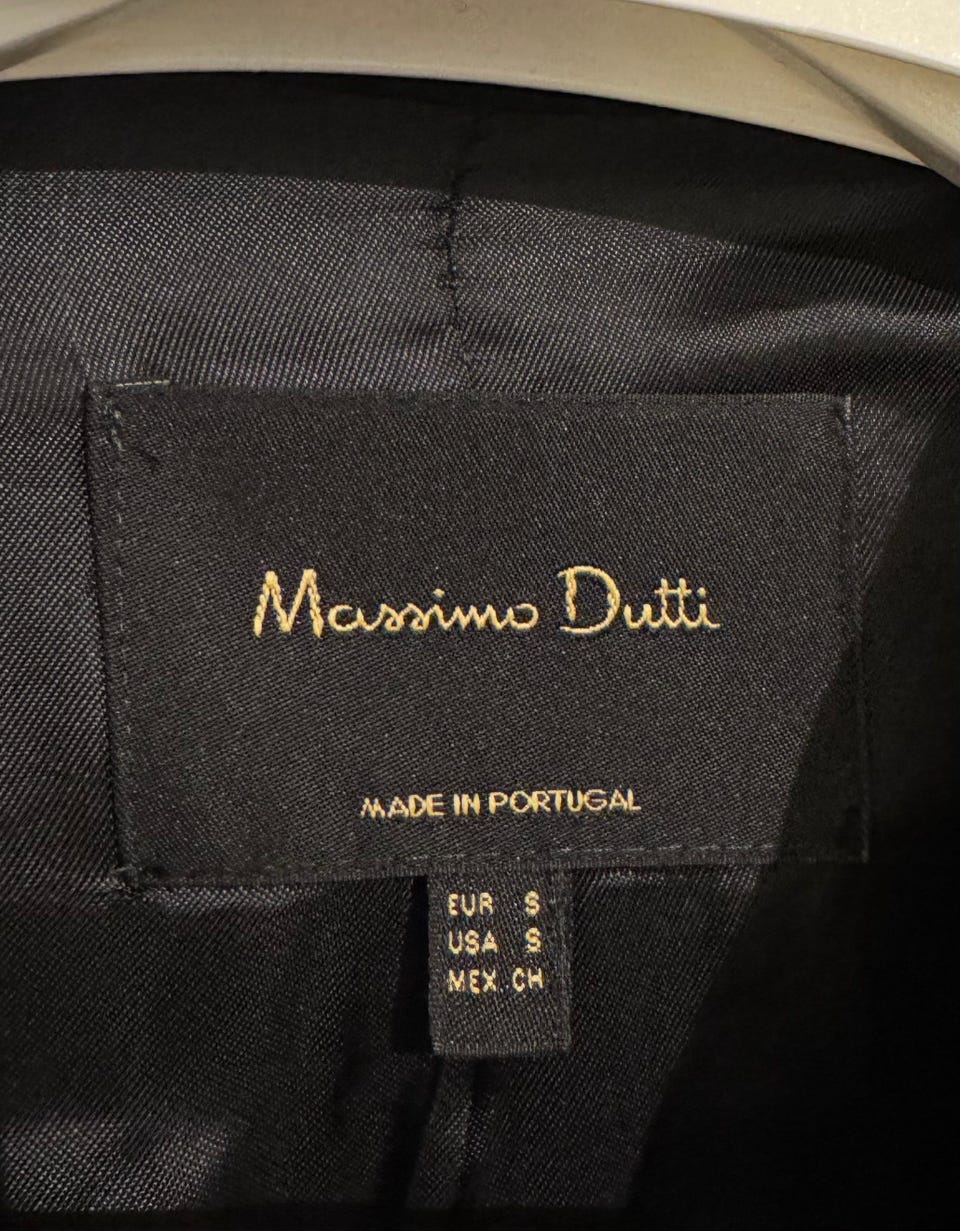 Massimo Dutti
MADE IN PORTUGAL
EUR S
USA S
MEX CH